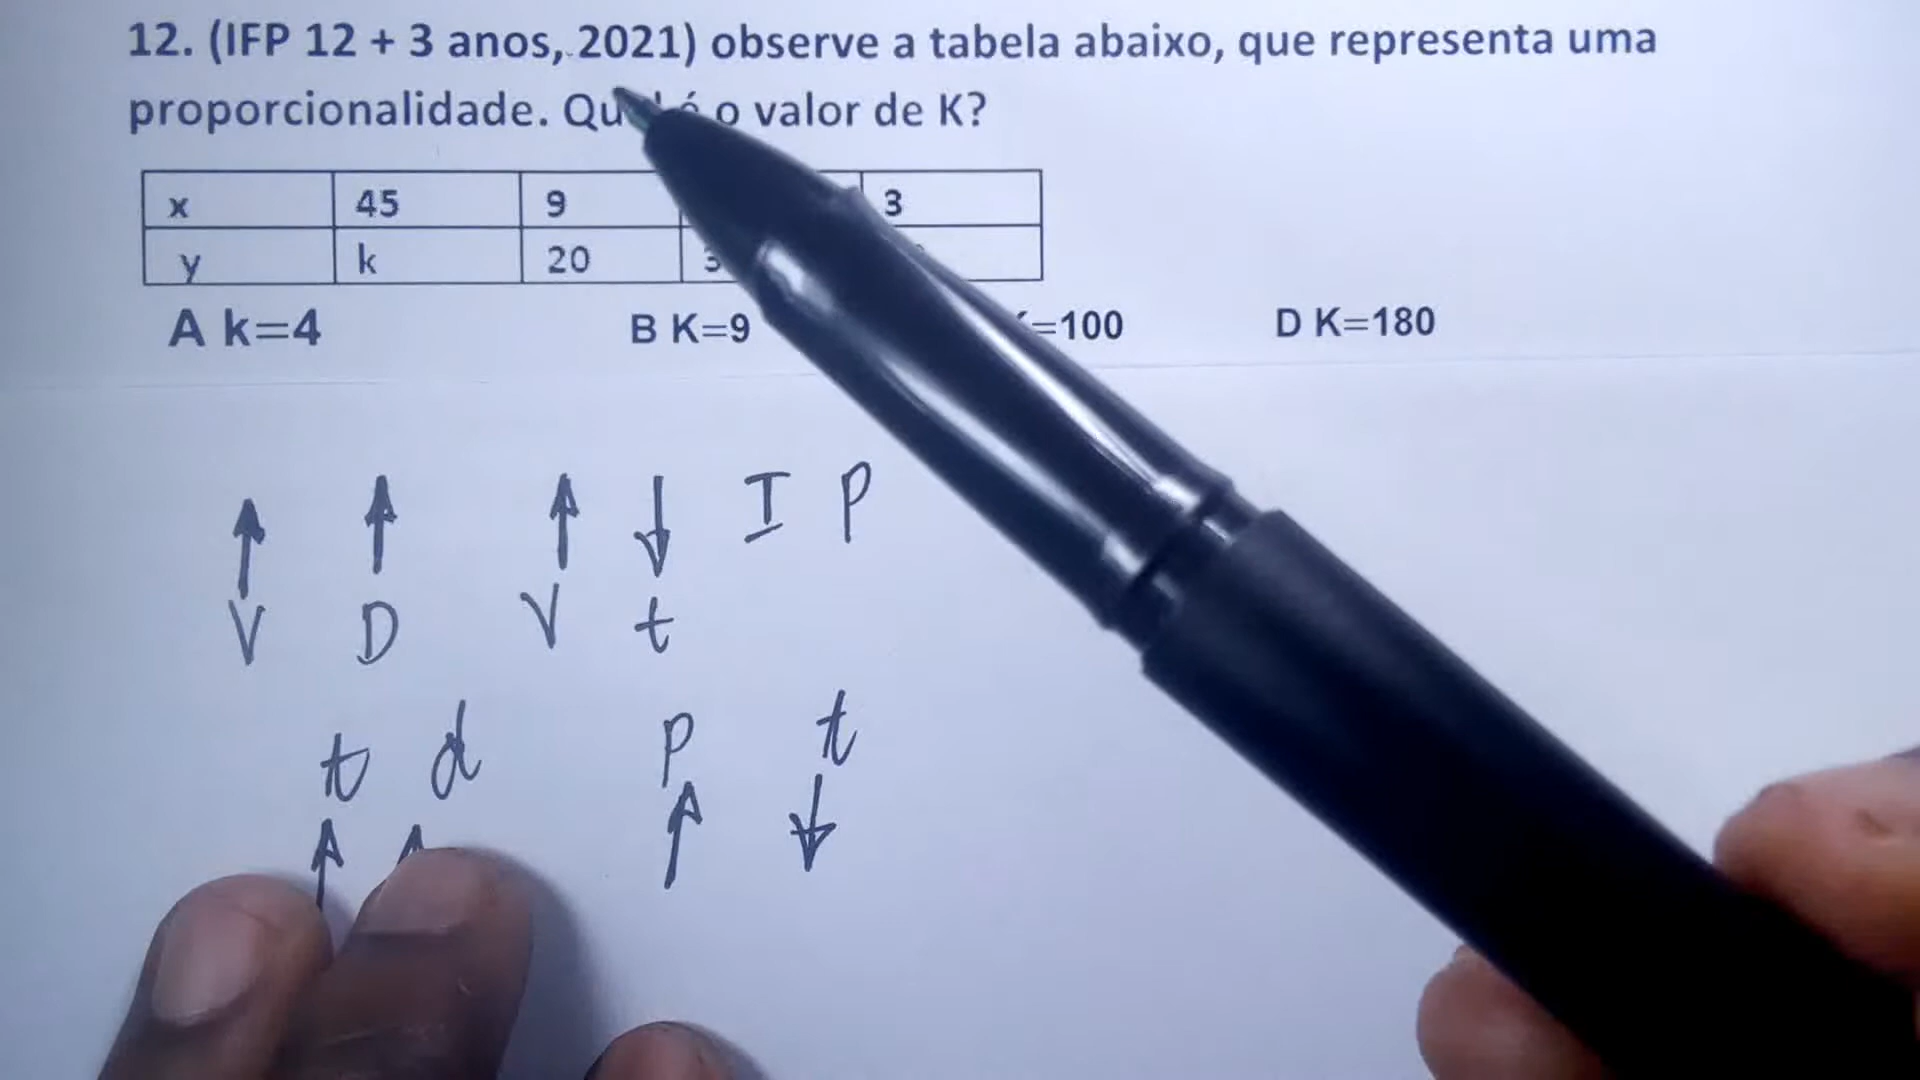 12. (IFP 12 + 3 anos, 2021) observe a tabela abaixo, que representa uma
proporcionalidade. o valor de K?
x 45 9 3
y k 20
A k=4 B K=9 =100 D K=180
I P
V D V t
t d P t